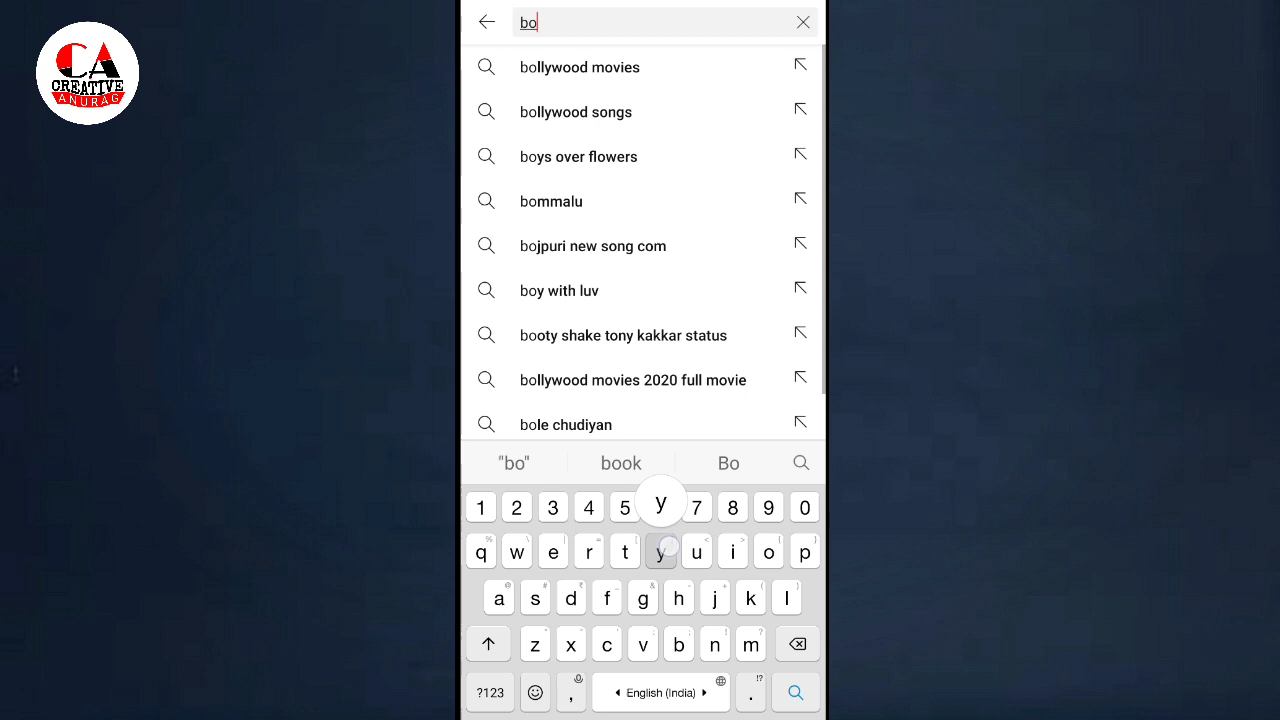 CA
CREATIVE
ANURAG
bo
bollywood movies
bollywood songs
boys over flowers
bommalu
bojpuri new song com
boy with luv
booty shake tony kakkar status
bollywood movies 2020 full movie
bole chudiyan
"bo" book Bo
y
1 2 3 4 5 7 8 9 0
% \ | = [ < > { }
q w e r t y u i o p
@ # ₹ _ & - + ( )
a s d f g h j k l
* " ' : ; ! ?
z x c v b n m
?123 , English (India) . !?